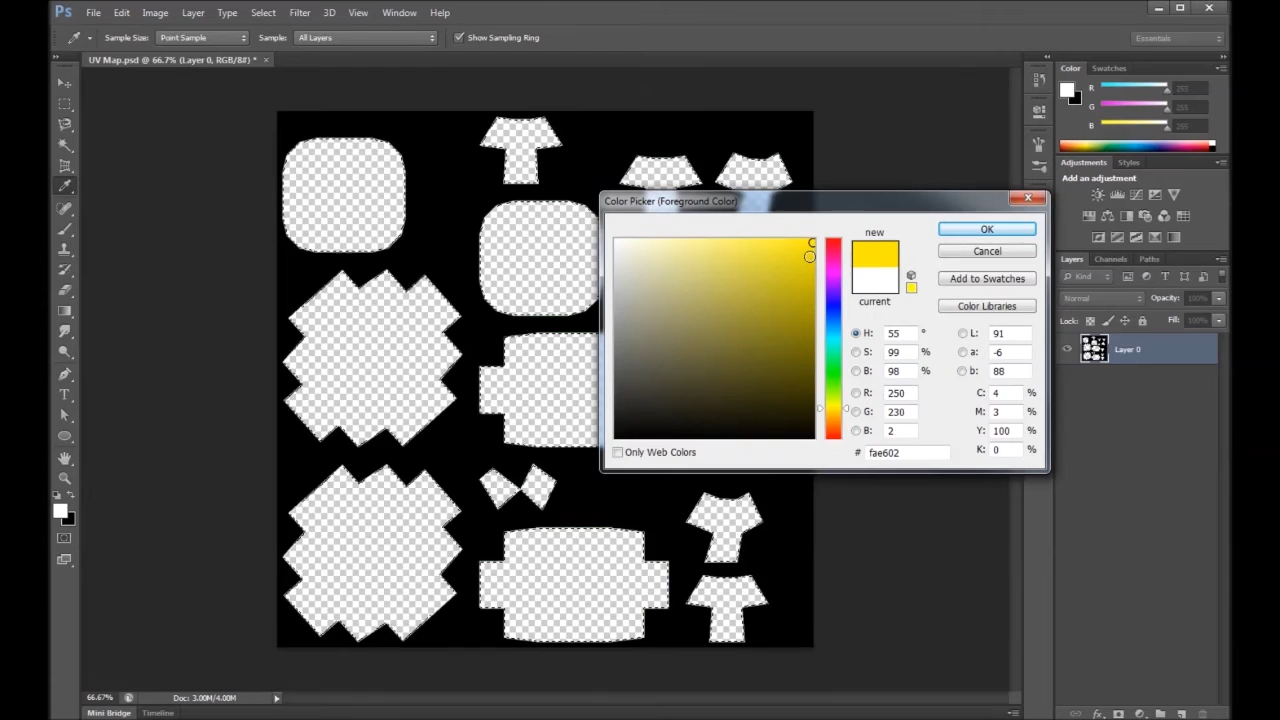 Ps File Edit Image Layer Type Select Filter 3D View Window Help
Sample Size: Point Sample Sample: All Layers Show Sampling Ring Essentials
UV Map.psd @ 66.7% (Layer 0, RGB/8#) * ×
Color Swatches
R 255
G 255
B 255
Adjustments Styles
Add an adjustment
Layers Channels Paths
Kind
Normal Opacity: 100%
Lock: Fill: 100%
Layer 0
Color Picker (Foreground Color)
new
current
OK
Cancel
Add to Swatches
Color Libraries
H: 55 °
S: 99 %
B: 98 %
R: 250
G: 230
B: 2
L: 91
a: -6
b: 88
C: 4 %
M: 3 %
Y: 100 %
K: 0 %
# fae602
Only Web Colors
66.67% Doc: 3.00M/4.00M
Mini Bridge Timeline